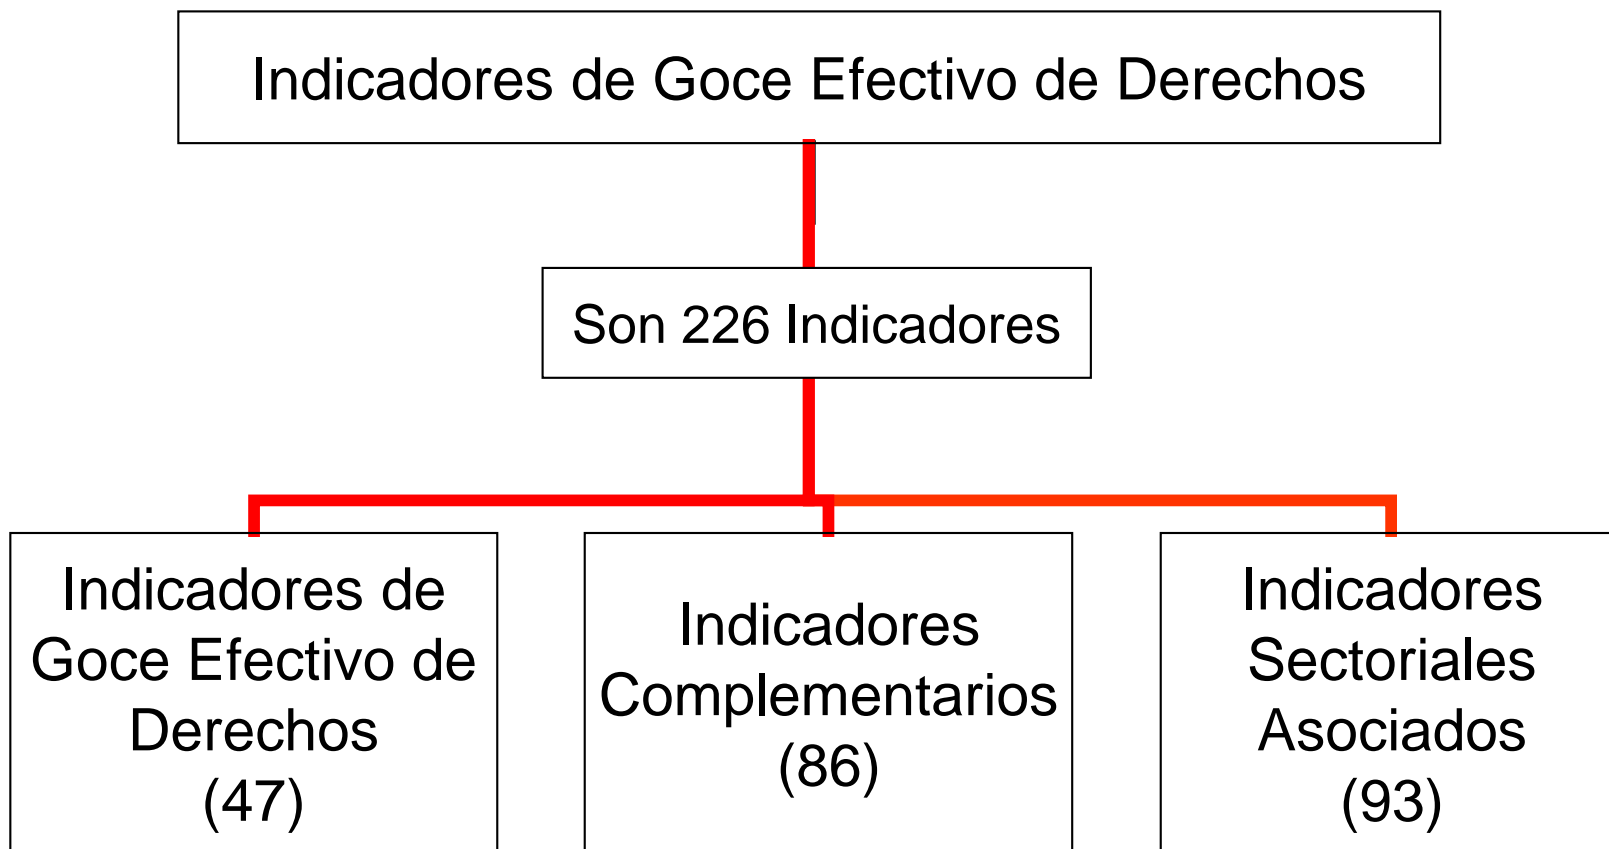 Indicadores de Goce Efectivo de Derechos
Son 226 Indicadores
Indicadores de
Goce Efectivo de
Derechos
(47)
Indicadores
Complementarios
(86)
Indicadores
Sectoriales
Asociados
(93)